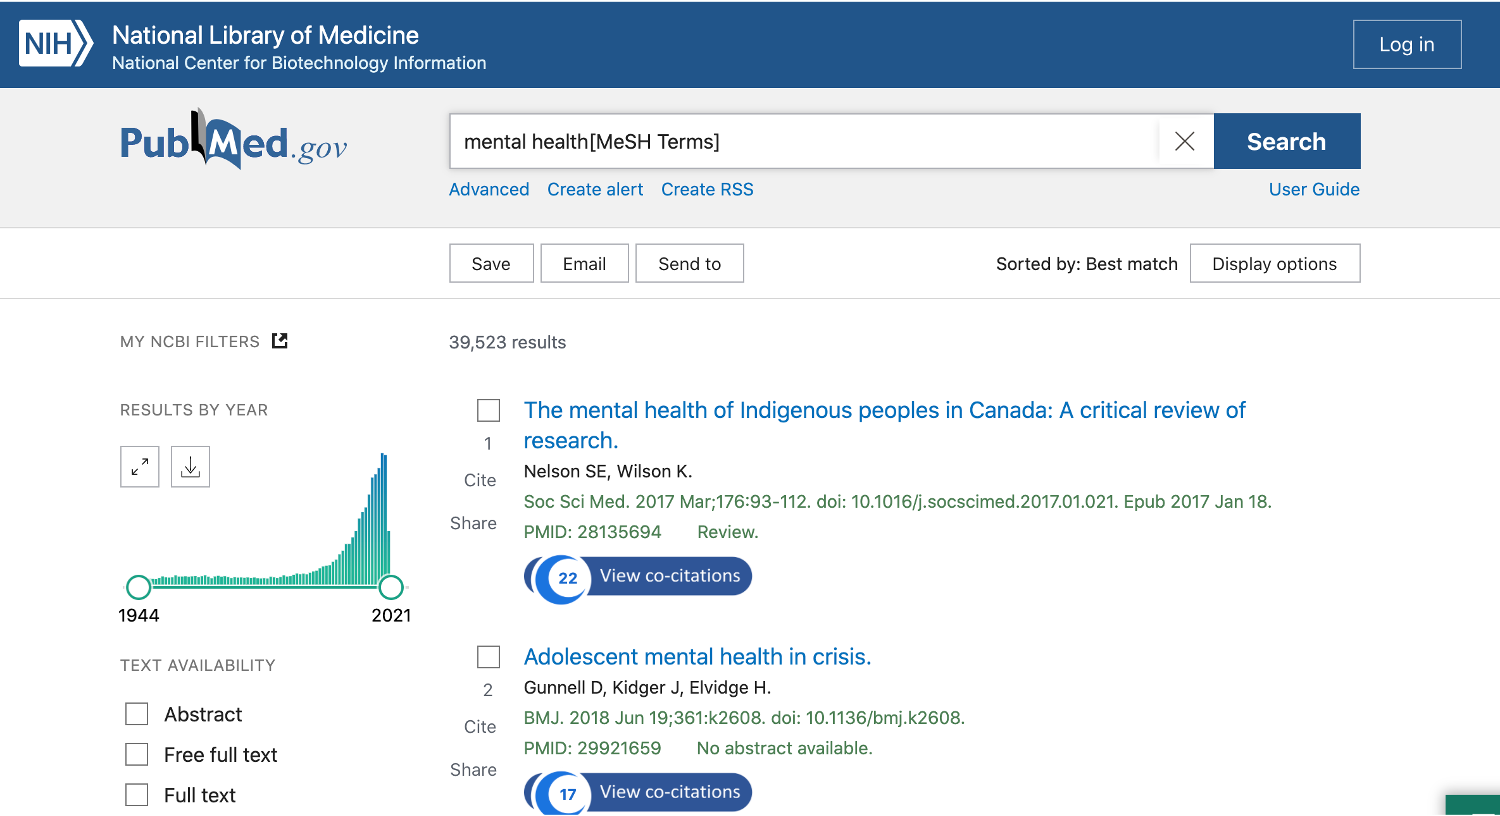 NIH
National Library of Medicine
National Center for Biotechnology Information
Log in
PubMed.gov
mental health[MeSH Terms]
Search
Advanced Create alert Create RSS
User Guide
Save Email Send to
Sorted by: Best match Display options
MY NCBI FILTERS
39,523 results
RESULTS BY YEAR
1944 2021
TEXT AVAILABILITY
Abstract
Free full text
Full text
The mental health of Indigenous peoples in Canada: A critical review of
research.
1
Cite
Share
Nelson SE, Wilson K.
Soc Sci Med. 2017 Mar;176:93-112. doi: 10.1016/j.socscimed.2017.01.021. Epub 2017 Jan 18.
PMID: 28135694 Review.
22 View co-citations
Adolescent mental health in crisis.
2
Cite
Share
Gunnell D, Kidger J, Elvidge H.
BMJ. 2018 Jun 19;361:k2608. doi: 10.1136/bmj.k2608.
PMID: 29921659 No abstract available.
17 View co-citations